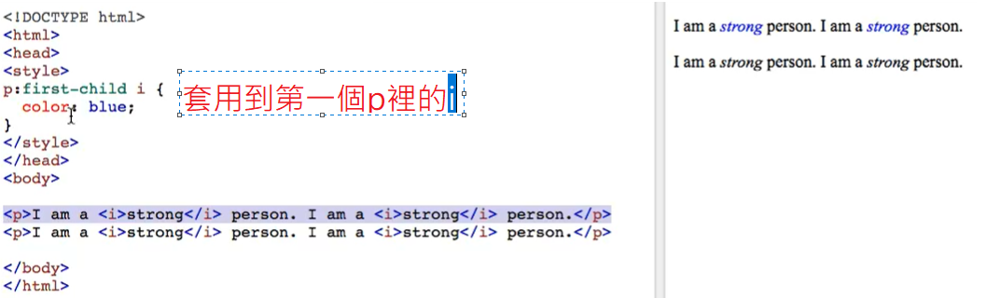 <!DOCTYPE html>
<html>
<head>
<style>
p:first-child i {
  color: blue;
}
</style>
</head>
<body>
<p>I am a <i>strong</i> person. I am a <i>strong</i> person.</p>
<p>I am a <i>strong</i> person. I am a <i>strong</i> person.</p>
</body>
</html>
套用到第一個p裡的i
I am a strong person. I am a strong person.
I am a strong person. I am a strong person.